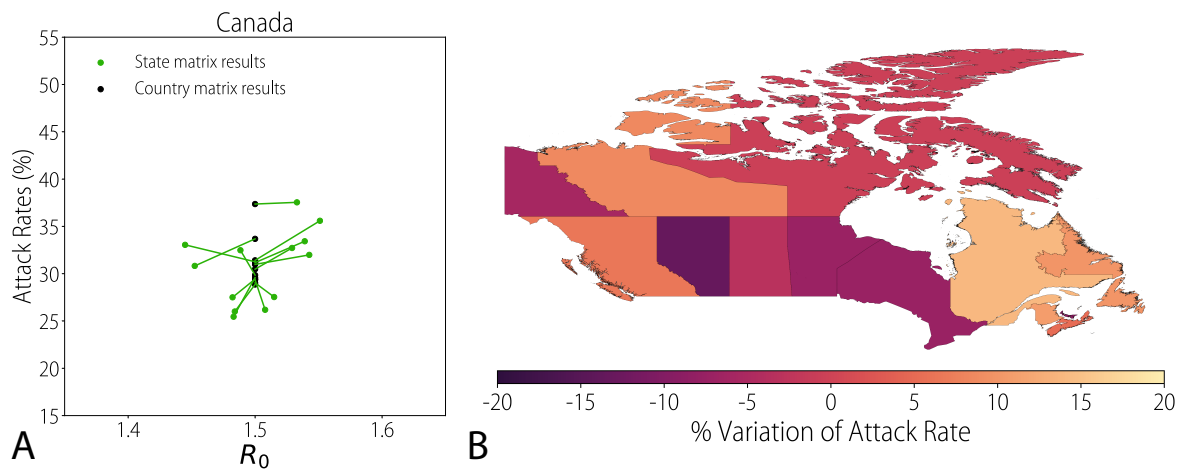 Canada
55
50
45
40
35
30
25
20
15
Attack Rates (%)
State matrix results
Country matrix results
1.4
1.5
1.6
R0
A
-20
-15
-10
-5
0
5
10
15
20
% Variation of Attack Rate
B